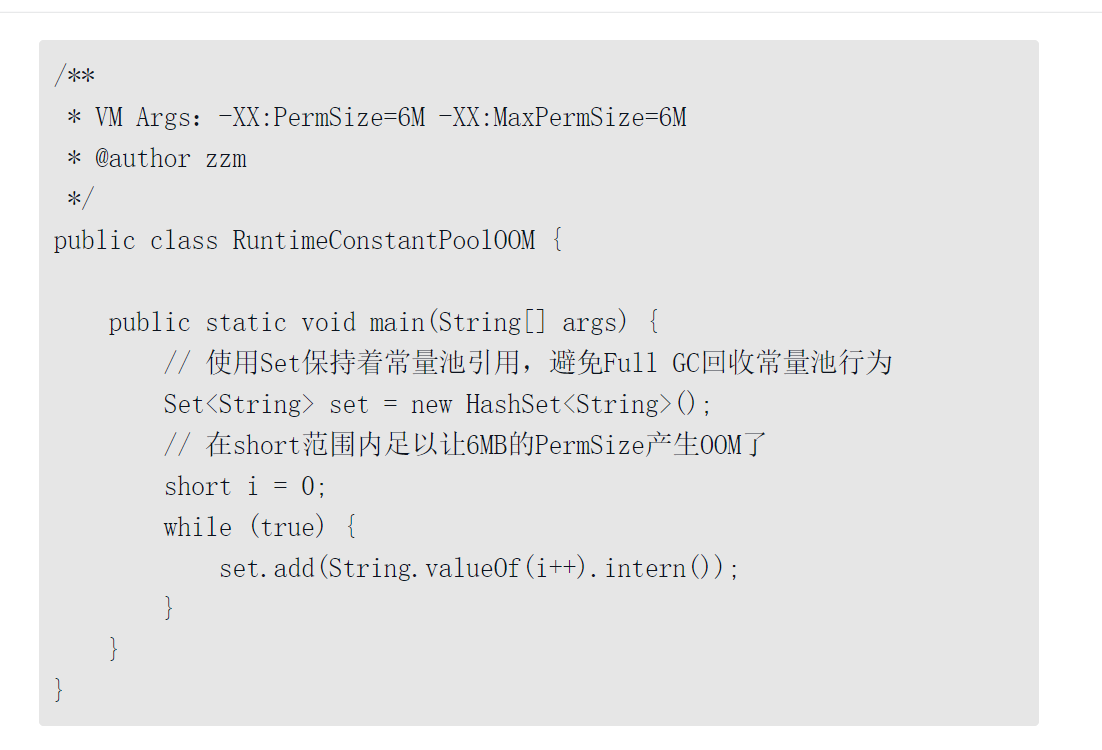 /**
 * VM Args：-XX:PermSize=6M -XX:MaxPermSize=6M
 * @author zzm
 */
public class RuntimeConstantPoolOOM {
    public static void main(String[] args) {
        // 使用Set保持着常量池引用，避免Full GC回收常量池行为
        Set<String> set = new HashSet<String>();
        // 在short范围内足以让6MB的PermSize产生OOM了
        short i = 0;
        while (true) {
            set.add(String.valueOf(i++).intern());
        }
    }
}